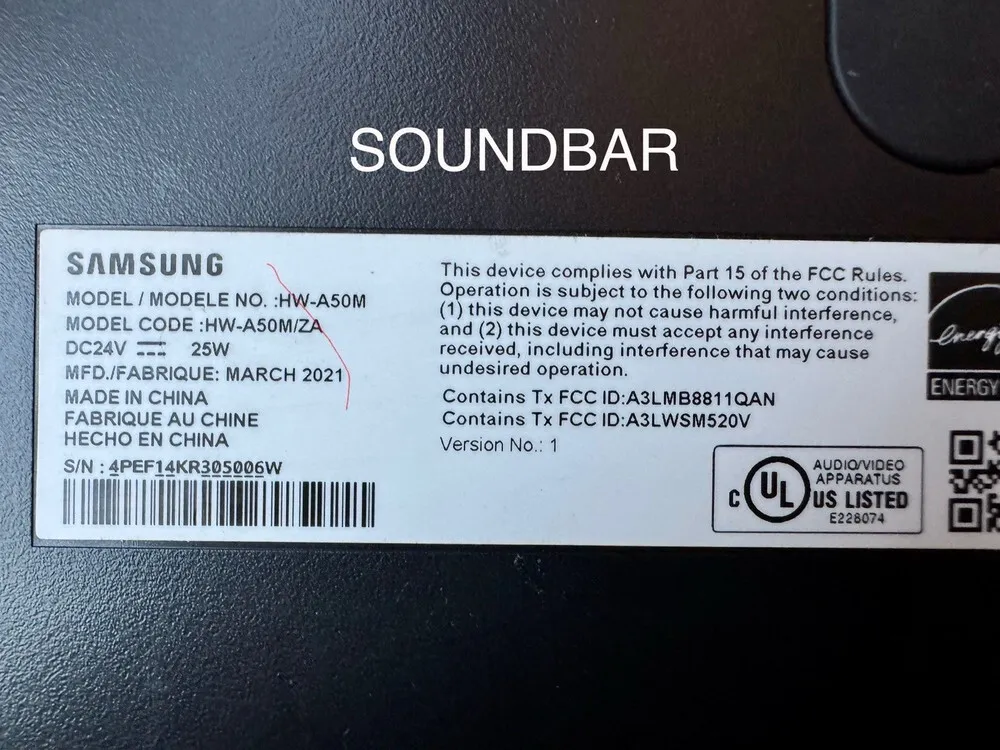 SOUNDBAR
SAMSUNG
MODEL / MODELE NO. :HW-A50M
MODEL CODE :HW-A50M/ZA
DC24V ⎓ 25W
MFD./FABRIQUE: MARCH 2021
MADE IN CHINA
FABRIQUE AU CHINE
HECHO EN CHINA
S/N : 4PEF14KR305006W
This device complies with Part 15 of the FCC Rules.
Operation is subject to the following two conditions:
(1) this device may not cause harmful interference,
and (2) this device must accept any interference
received, including interference that may cause
undesired operation.
Contains Tx FCC ID:A3LMB8811QAN
Contains Tx FCC ID:A3LWSM520V
Version No.: 1
C UL US LISTED
AUDIO/VIDEO
APPARATUS
E228074
energy
ENERGY